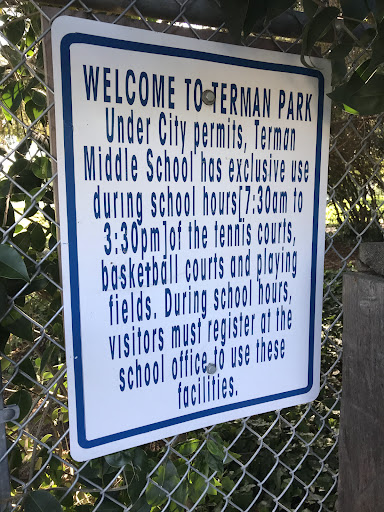 WELCOME TO TERMAN PARK
Under City permits, Terman
Middle School has exclusive use
during school hours[7:30am to
3:30pm]of the tennis courts,
basketball courts and playing
fields. During school hours,
visitors must register at the
school office to use these
facilities.